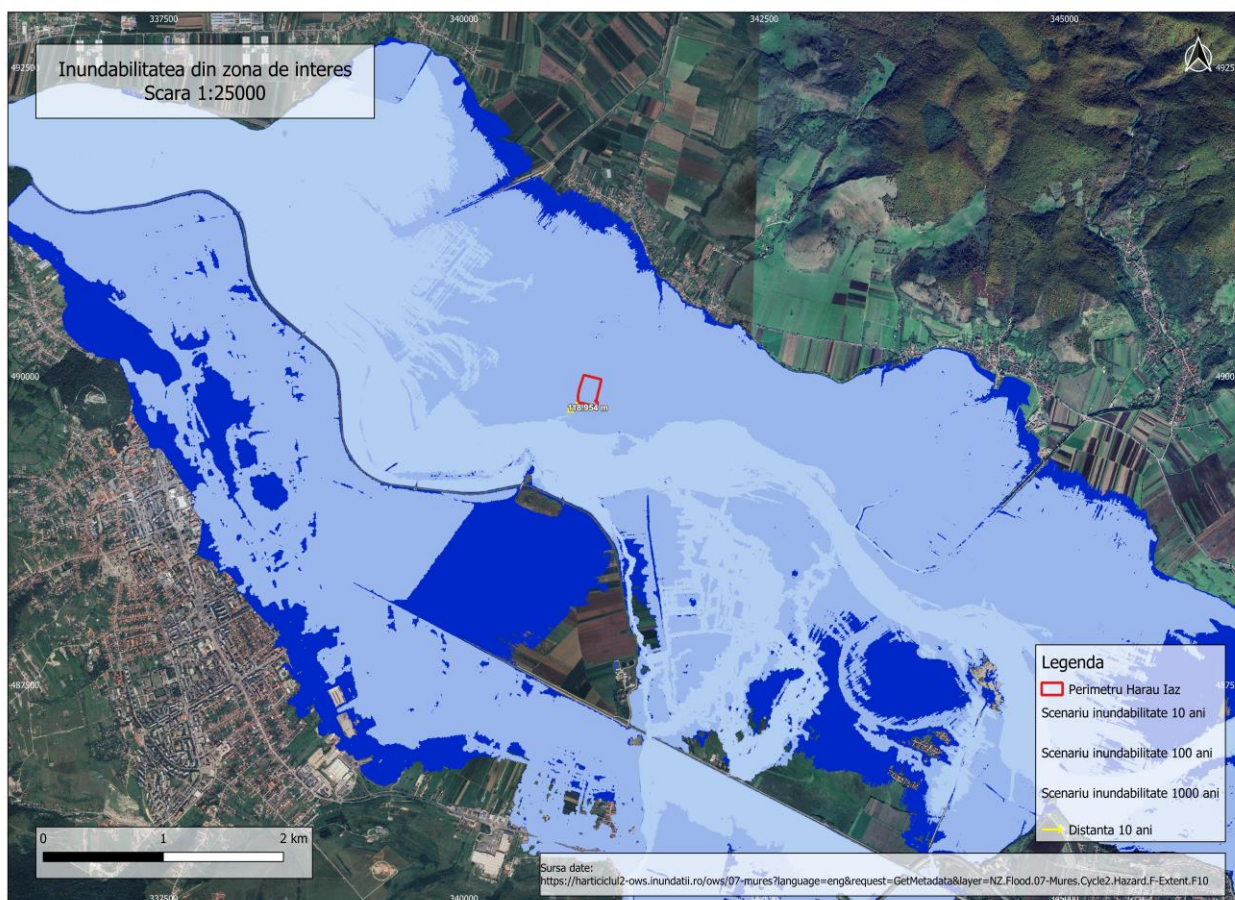 337500
340000
342500
345000
492500
4925
Inundabilitatea din zona de interes
Scara 1:25000
490000
4900
118.954 m
487500
4875
Legenda
Perimetru Harau Iaz
Scenariu inundabilitate 10 ani
Scenariu inundabilitate 100 ani
Scenariu inundabilitate 1000 ani
Distanta 10 ani
0 1 2 km
Sursa date:
https://harticiclul2-ows.inundatii.ro/ows/07-mures?language=eng&request=GetMetadata&layer=NZ.Flood.07-Mures.Cycle2.Hazard.F-Extent.F10
337500
340000
345000